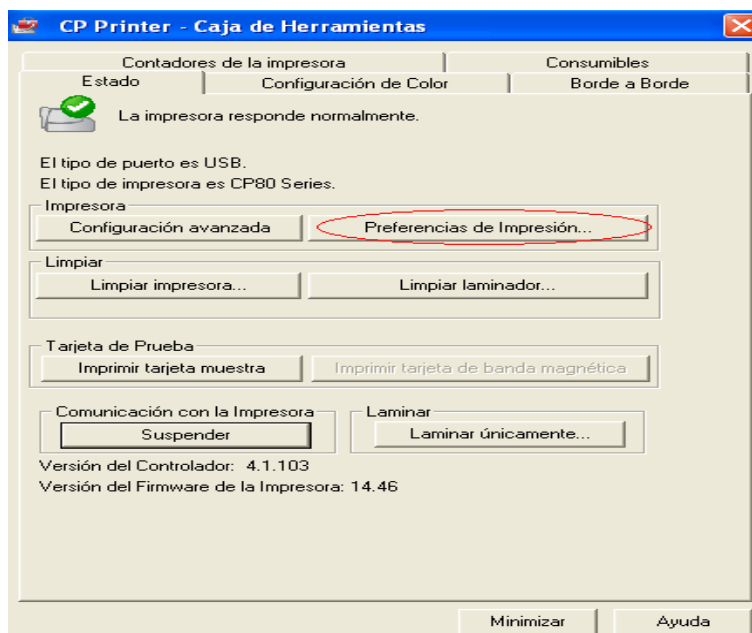 CP Printer - Caja de Herramientas
Contadores de la impresora Consumibles
Estado Configuración de Color Borde a Borde
La impresora responde normalmente.
El tipo de puerto es USB.
El tipo de impresora es CP80 Series.
Impresora
Configuración avanzada Preferencias de Impresión...
Limpiar
Limpiar impresora... Limpiar laminador...
Tarjeta de Prueba
Imprimir tarjeta muestra Imprimir tarjeta de banda magnética
Comunicación con la Impresora Laminar
Suspender Laminar únicamente...
Versión del Controlador: 4.1.103
Versión del Firmware de la Impresora: 14.46
Minimizar Ayuda